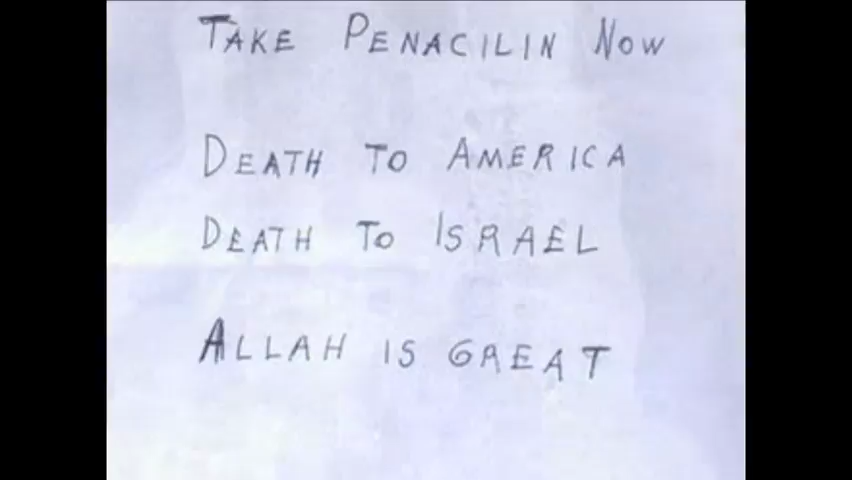 TAKE PENACILIN NOW
DEATH TO AMERICA
DEATH TO ISRAEL
ALLAH IS GREAT